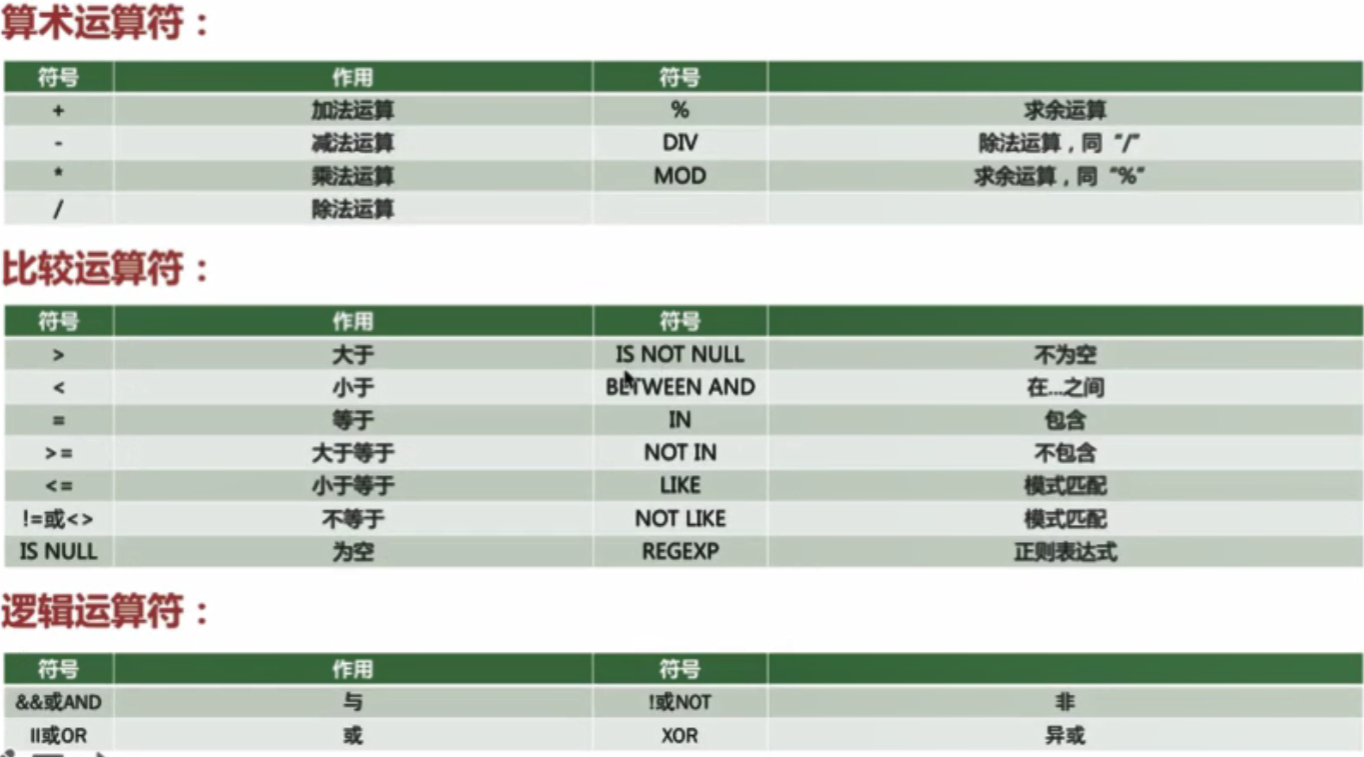 算术运算符：
符号 作用 符号
+ 加法运算 % 求余运算
- 减法运算 DIV 除法运算，同“/”
* 乘法运算 MOD 求余运算，同“%”
/ 除法运算
比较运算符：
符号 作用 符号
> 大于 IS NOT NULL 不为空
< 小于 BETWEEN AND 在...之间
= 等于 IN 包含
>= 大于等于 NOT IN 不包含
<= 小于等于 LIKE 模式匹配
!=或<> 不等于 NOT LIKE 模式匹配
IS NULL 为空 REGEXP 正则表达式
逻辑运算符：
符号 作用 符号
&&或AND 与 !或NOT 非
||或OR 或 XOR 异或